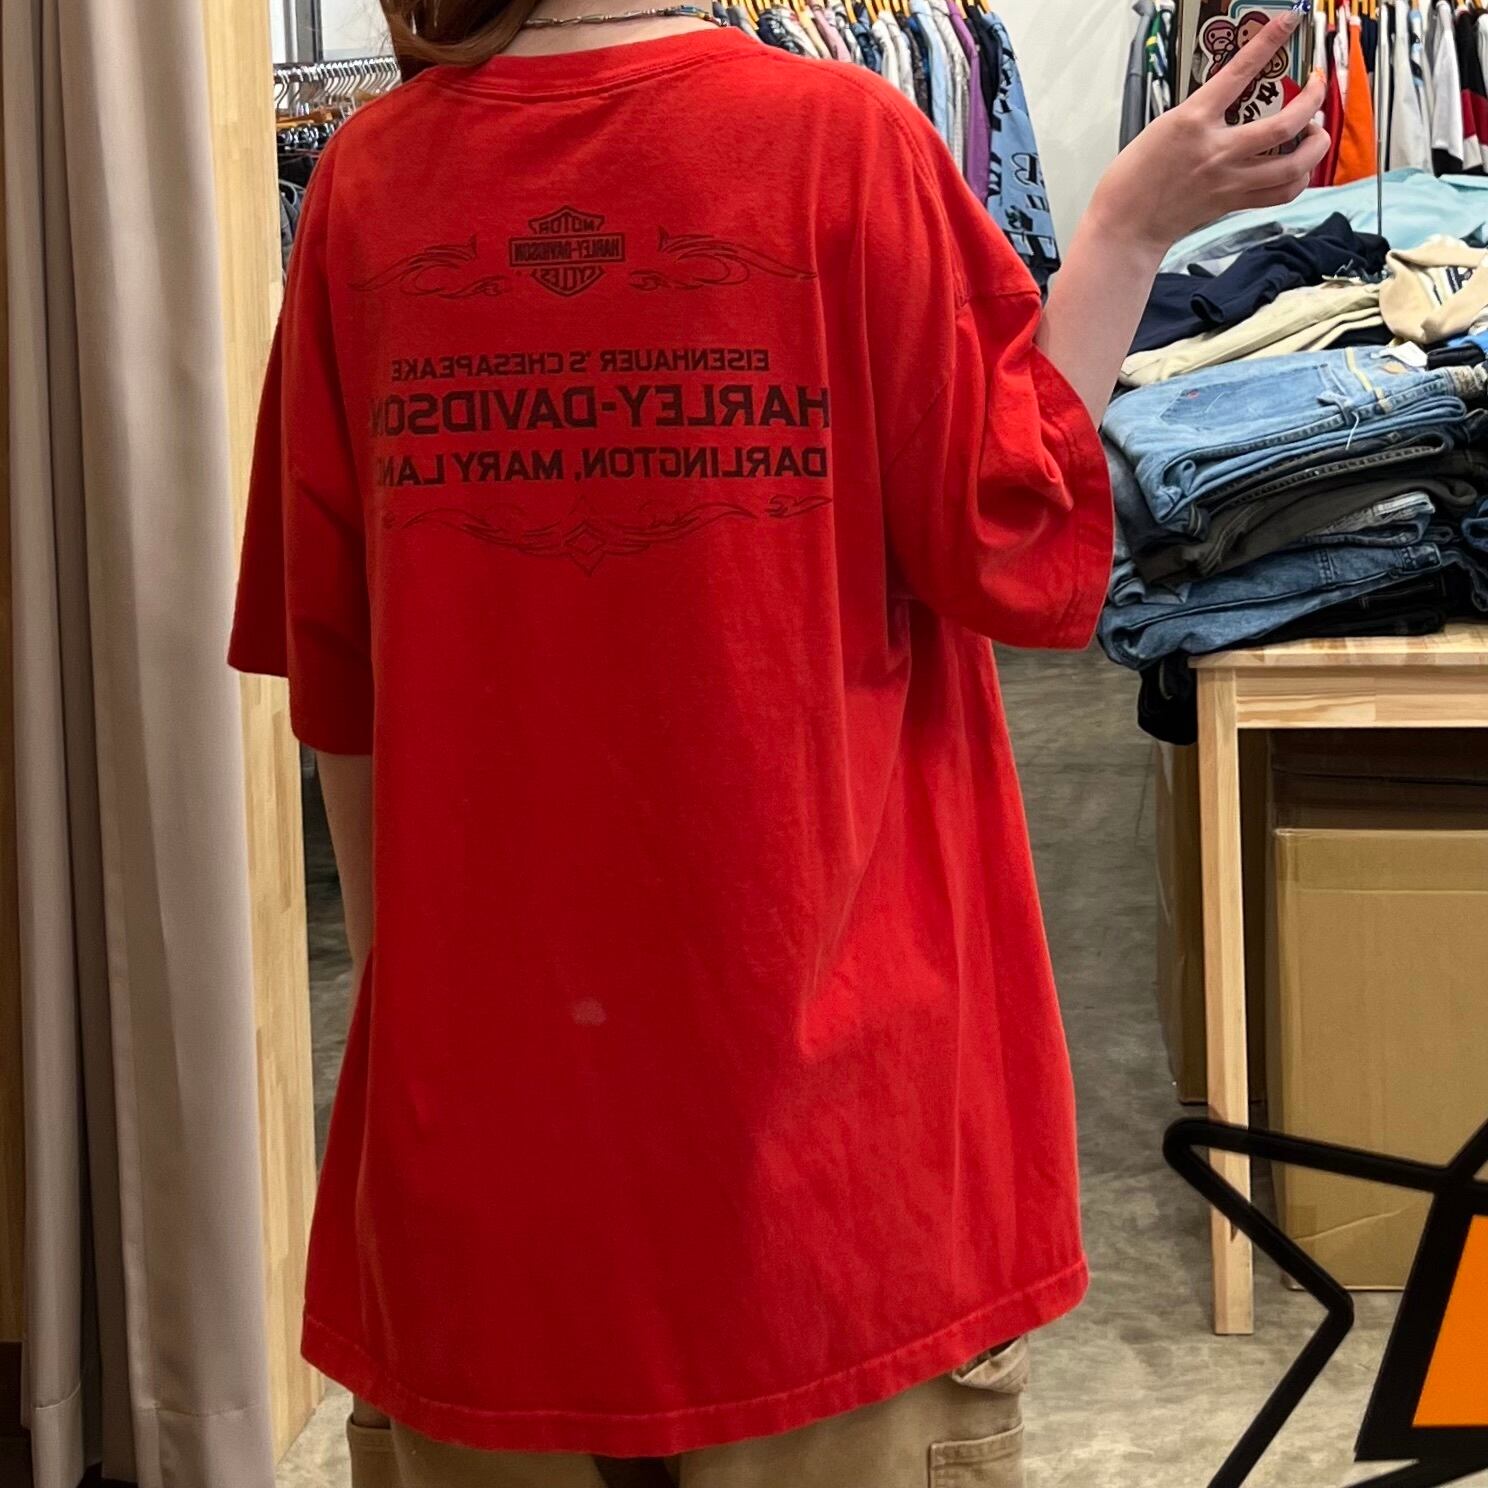 MOTOR
HARLEY-DAVIDSON
CYCLES
EISENHAUER'S CHESAPEAKE
HARLEY-DAVIDSON
DARLINGTON, MARYLAN